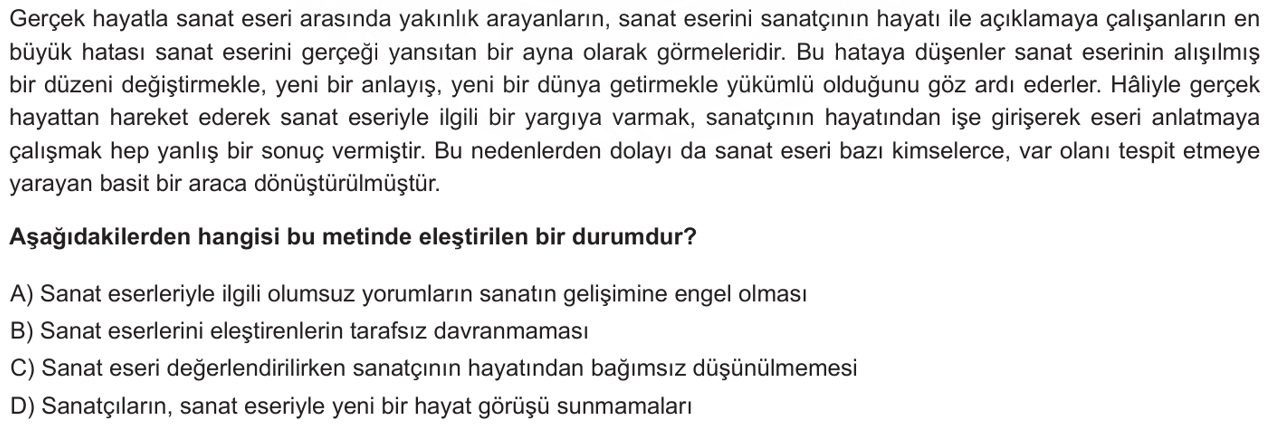 Gerçek hayatla sanat eseri arasında yakınlık arayanların, sanat eserini sanatçının hayatı ile açıklamaya çalışanların en
büyük hatası sanat eserini gerçeği yansıtan bir ayna olarak görmeleridir. Bu hataya düşenler sanat eserinin alışılmış
bir düzeni değiştirmekle, yeni bir anlayış, yeni bir dünya getirmekle yükümlü olduğunu göz ardı ederler. Hâliyle gerçek
hayattan hareket ederek sanat eseriyle ilgili bir yargıya varmak, sanatçının hayatından işe girişerek eseri anlatmaya
çalışmak hep yanlış bir sonuç vermiştir. Bu nedenlerden dolayı da sanat eseri bazı kimselerce, var olanı tespit etmeye
yarayan basit bir araca dönüştürülmüştür.
Aşağıdakilerden hangisi bu metinde eleştirilen bir durumdur?
A) Sanat eserleriyle ilgili olumsuz yorumların sanatın gelişimine engel olması
B) Sanat eserlerini eleştirenlerin tarafsız davranmaması
C) Sanat eseri değerlendirilirken sanatçının hayatından bağımsız düşünülmemesi
D) Sanatçıların, sanat eseriyle yeni bir hayat görüşü sunmamaları